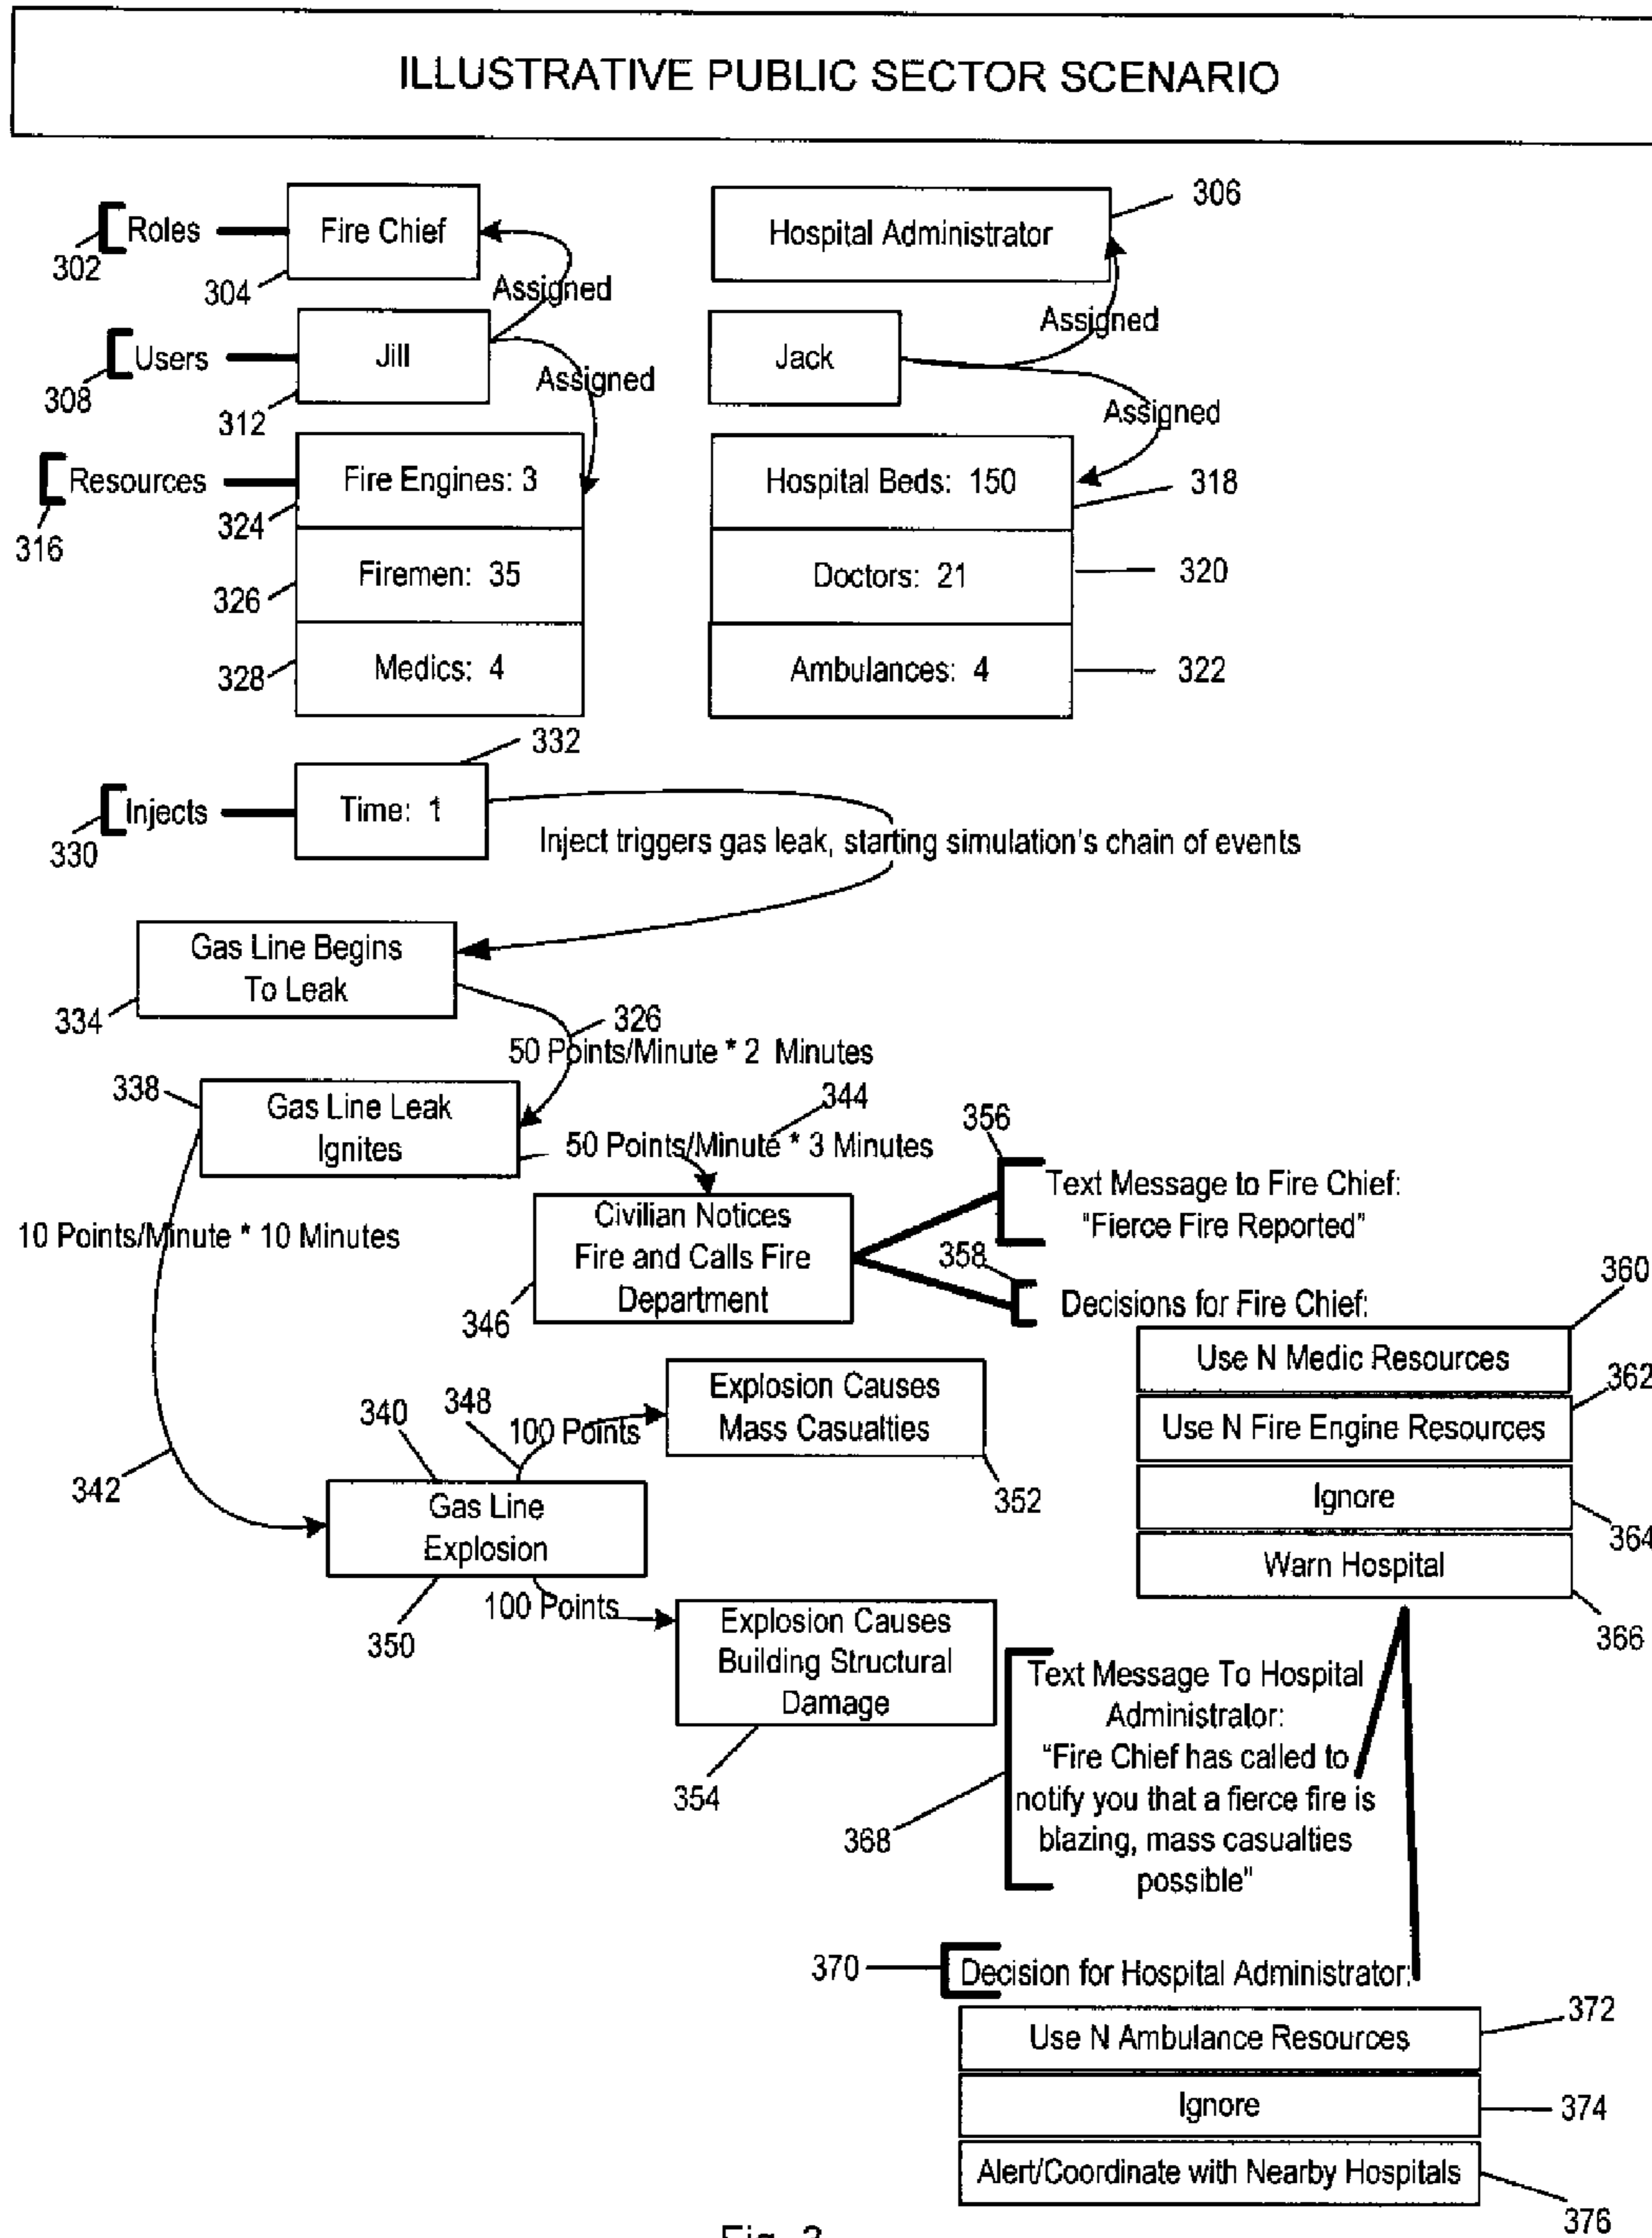 ILLUSTRATIVE PUBLIC SECTOR SCENARIO
306
Roles
Fire Chief
Hospital Administrator
302
304
Assigned
Assigned
Users
Jill
Jack
Assigned
308
312
Assigned
Resources
Fire Engines: 3
Hospital Beds: 150
318
324
316
Firemen: 35
Doctors: 21
320
326
Medics: 4
Ambulances: 4
322
328
332
Injects
Time: 1
330
Inject triggers gas leak, starting simulation's chain of events
Gas Line Begins
To Leak
334
326
50 Points/Minute * 2 Minutes
338
344
Gas Line Leak
Ignites
356
50 Points/Minute * 3 Minutes
Text Message to Fire Chief:
"Fierce Fire Reported"
10 Points/Minute * 10 Minutes
Civilian Notices
Fire and Calls Fire
Department
346
358
Decisions for Fire Chief:
360
Use N Medic Resources
362
Use N Fire Engine Resources
Ignore
364
Warn Hospital
366
Explosion Causes
Mass Casualties
352
340
348
100 Points
342
Gas Line
Explosion
350
100 Points
Explosion Causes
Building Structural
Damage
354
Text Message To Hospital
Administrator:
"Fire Chief has called to
notify you that a fierce fire is
blazing, mass casualties
possible"
368
370
Decision for Hospital Administrator:
372
Use N Ambulance Resources
Ignore
374
Alert/Coordinate with Nearby Hospitals
376